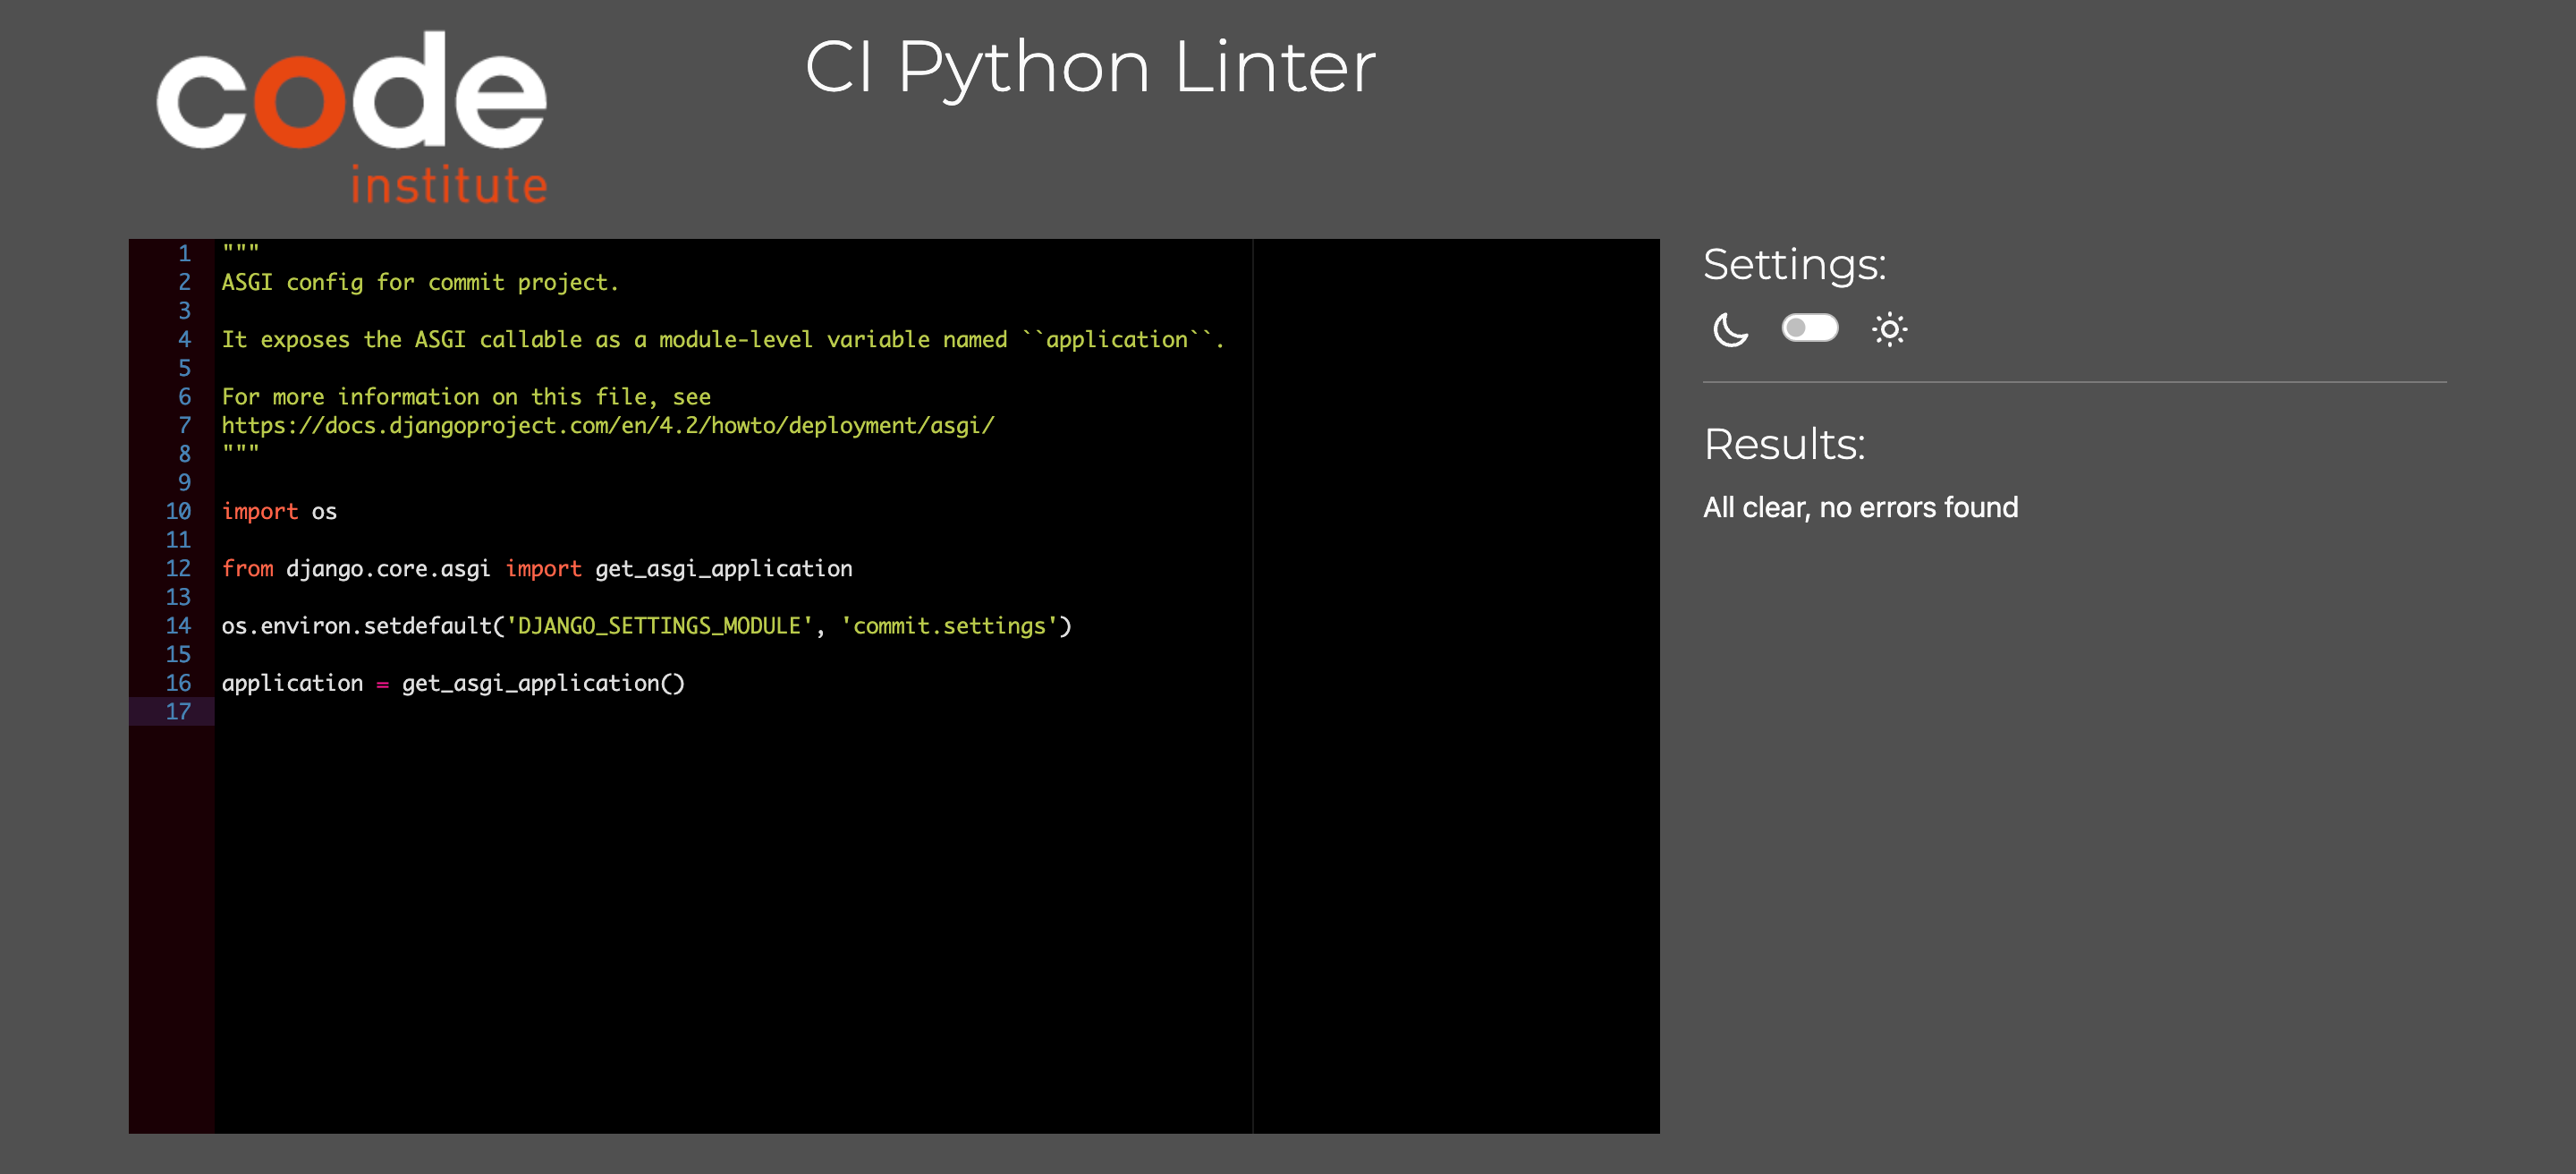 code
institute
CI Python Linter
1 """
2 ASGI config for commit project.
3
4 It exposes the ASGI callable as a module-level variable named ``application``.
5
6 For more information on this file, see
7 https://docs.djangoproject.com/en/4.2/howto/deployment/asgi/
8 """
9
10 import os
11
12 from django.core.asgi import get_asgi_application
13
14 os.environ.setdefault('DJANGO_SETTINGS_MODULE', 'commit.settings')
15
16 application = get_asgi_application()
17
Settings:
Results:
All clear, no errors found